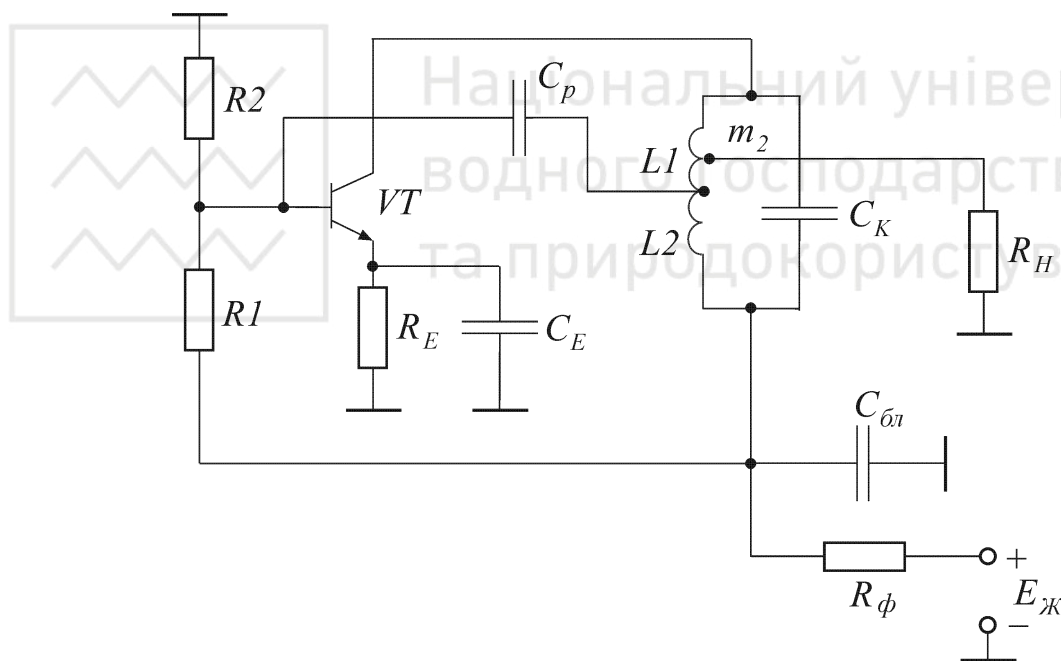 Національний універ
водного господарст
та природокористув
R2
C_p
m_2
L1
VT
L2
C_K
R_H
R1
R_E
C_E
C_бл
R_ф
+
E_Ж
−